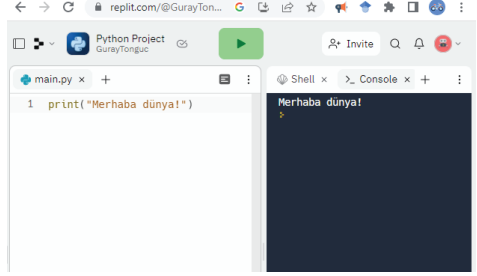 replit.com/@GurayTon...
Python Project
GurayTonguc
Invite
main.py × +
Shell × >_ Console × +
1 print("Merhaba dünya!")
Merhaba dünya!